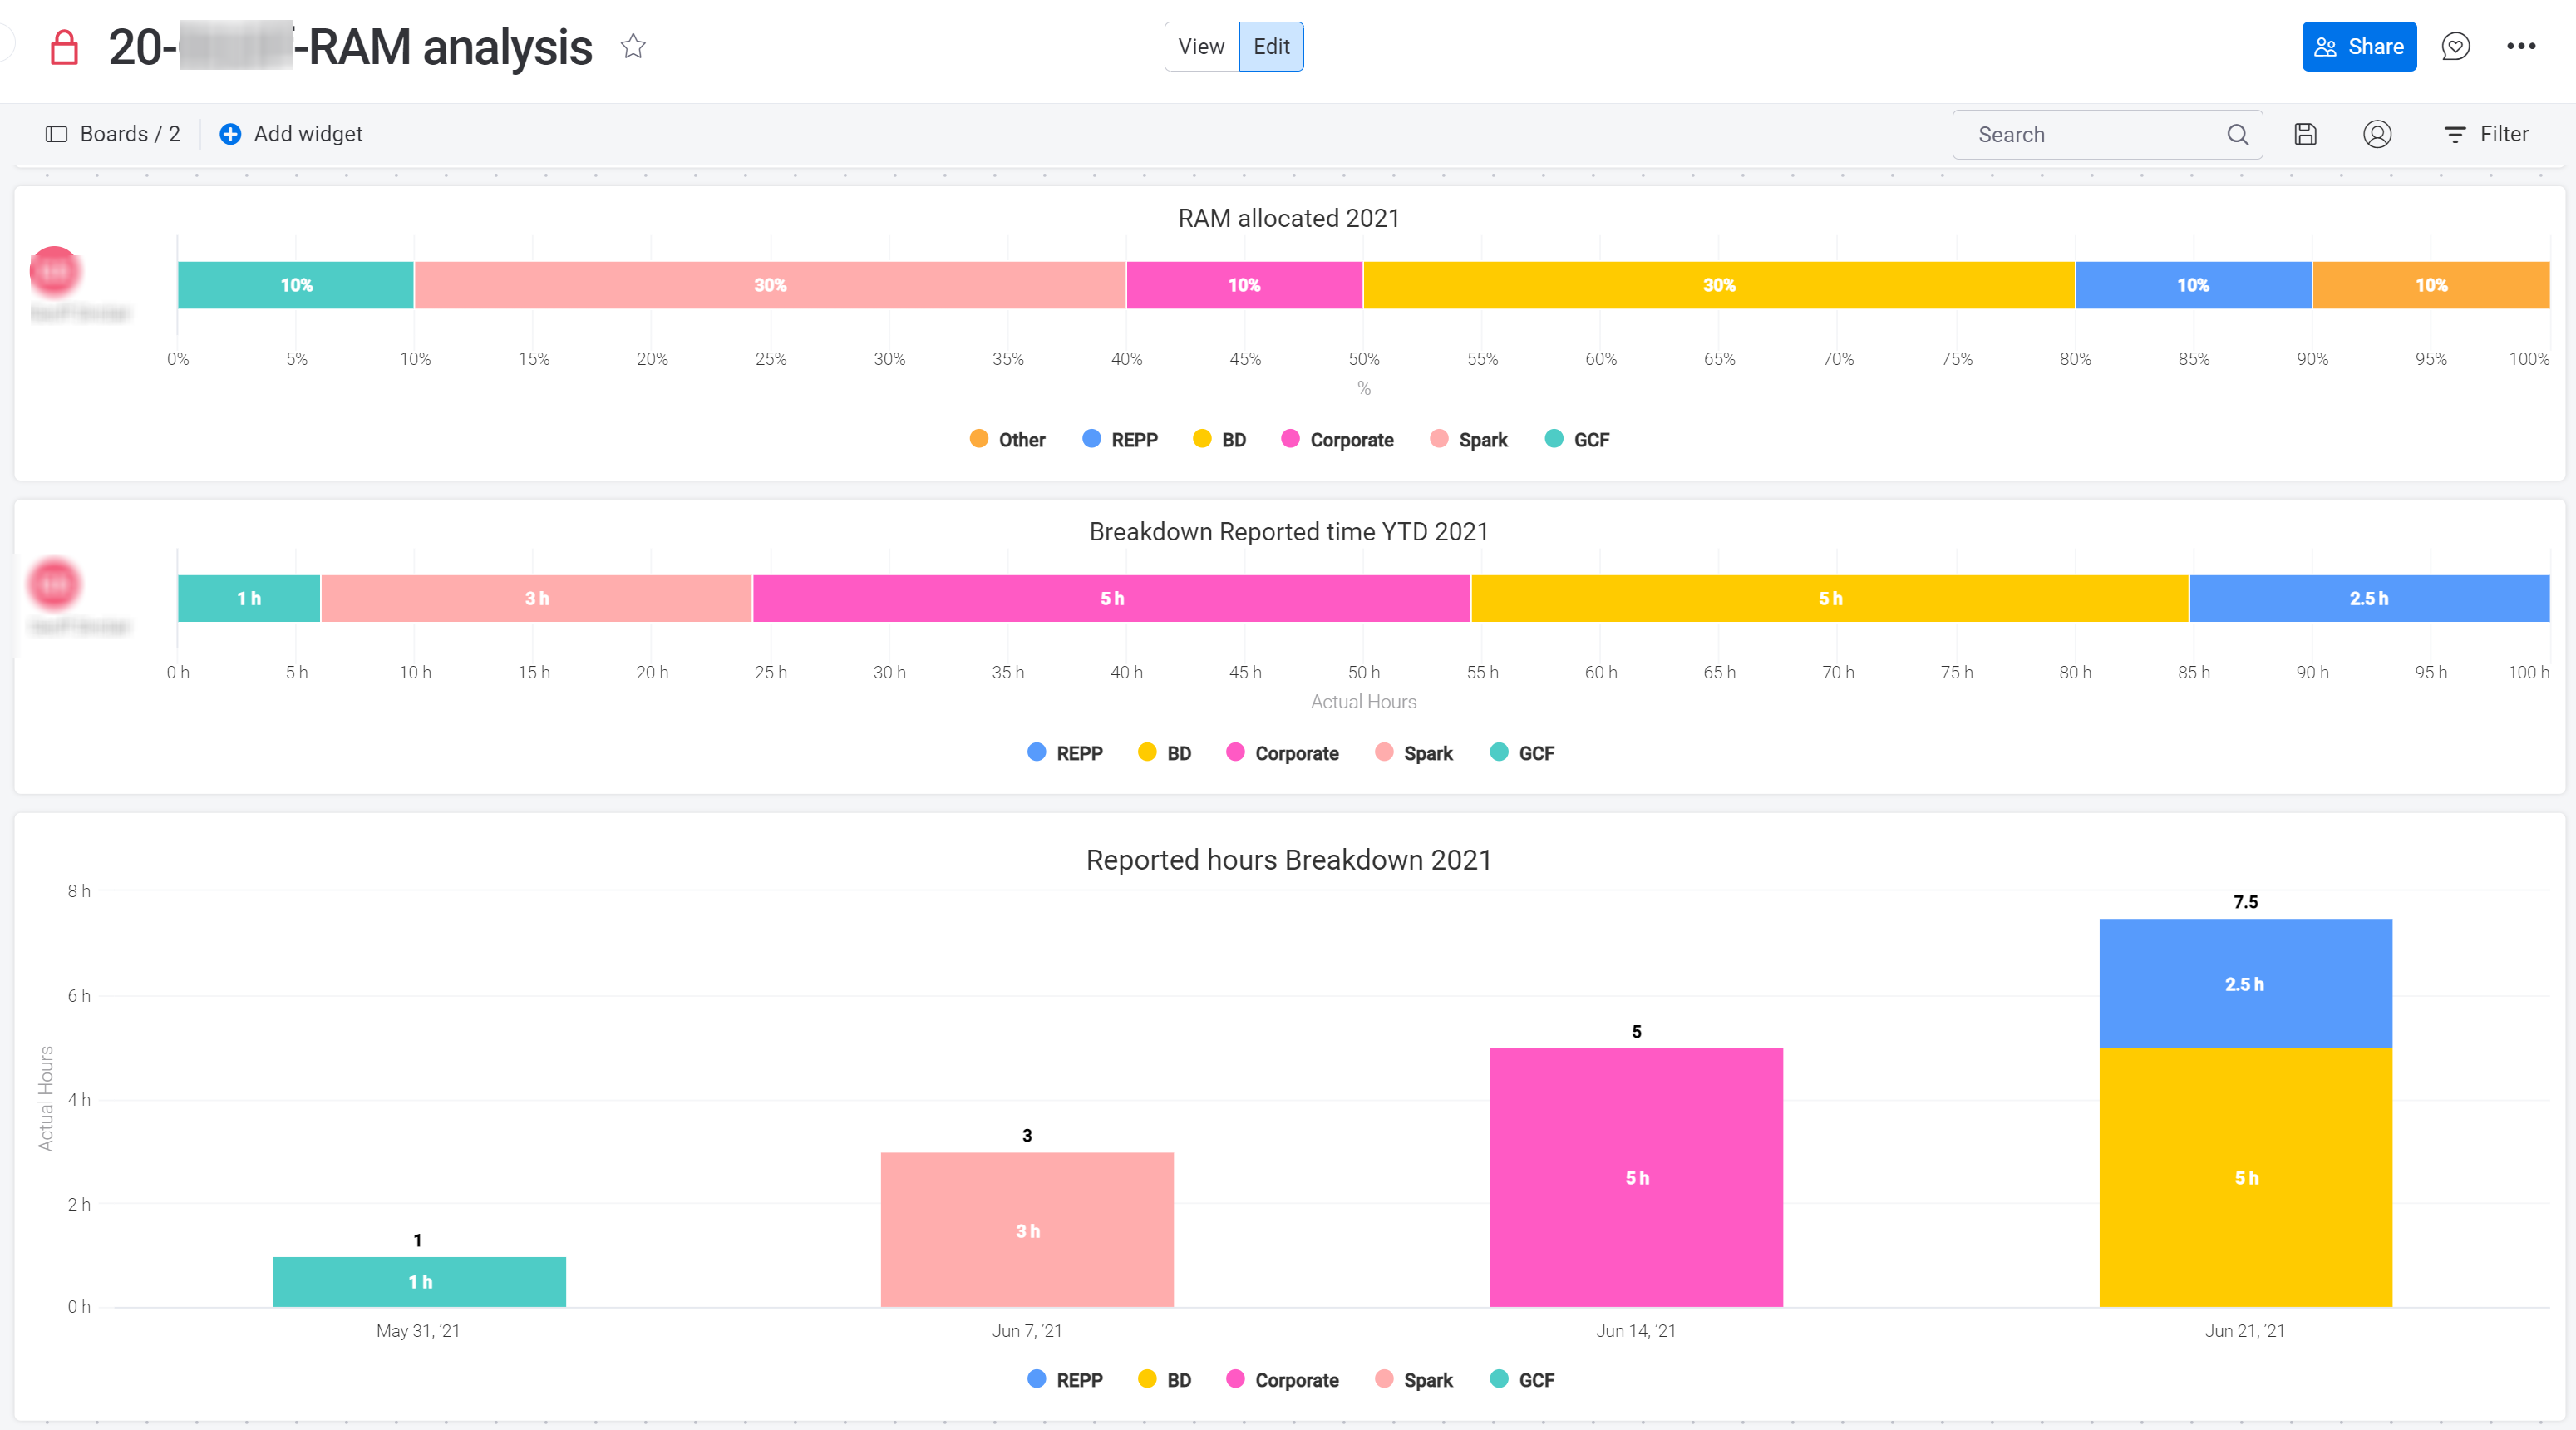 20- -RAM analysis
View Edit
Share
Boards / 2 Add widget
Search
Filter
RAM allocated 2021
10% 30% 10% 30% 10% 10%
0% 5% 10% 15% 20% 25% 30% 35% 40% 45% 50% 55% 60% 65% 70% 75% 80% 85% 90% 95% 100%
%
Other REPP BD Corporate Spark GCF
Breakdown Reported time YTD 2021
1 h 3 h 5 h 5 h 2.5 h
0 h 5 h 10 h 15 h 20 h 25 h 30 h 35 h 40 h 45 h 50 h 55 h 60 h 65 h 70 h 75 h 80 h 85 h 90 h 95 h 100 h
Actual Hours
REPP BD Corporate Spark GCF
Reported hours Breakdown 2021
8 h
7.5
6 h
2.5 h
5
Actual Hours
4 h
3
5 h 5 h
2 h
3 h
1
1 h
0 h
May 31, '21 Jun 7, '21 Jun 14, '21 Jun 21, '21
REPP BD Corporate Spark GCF